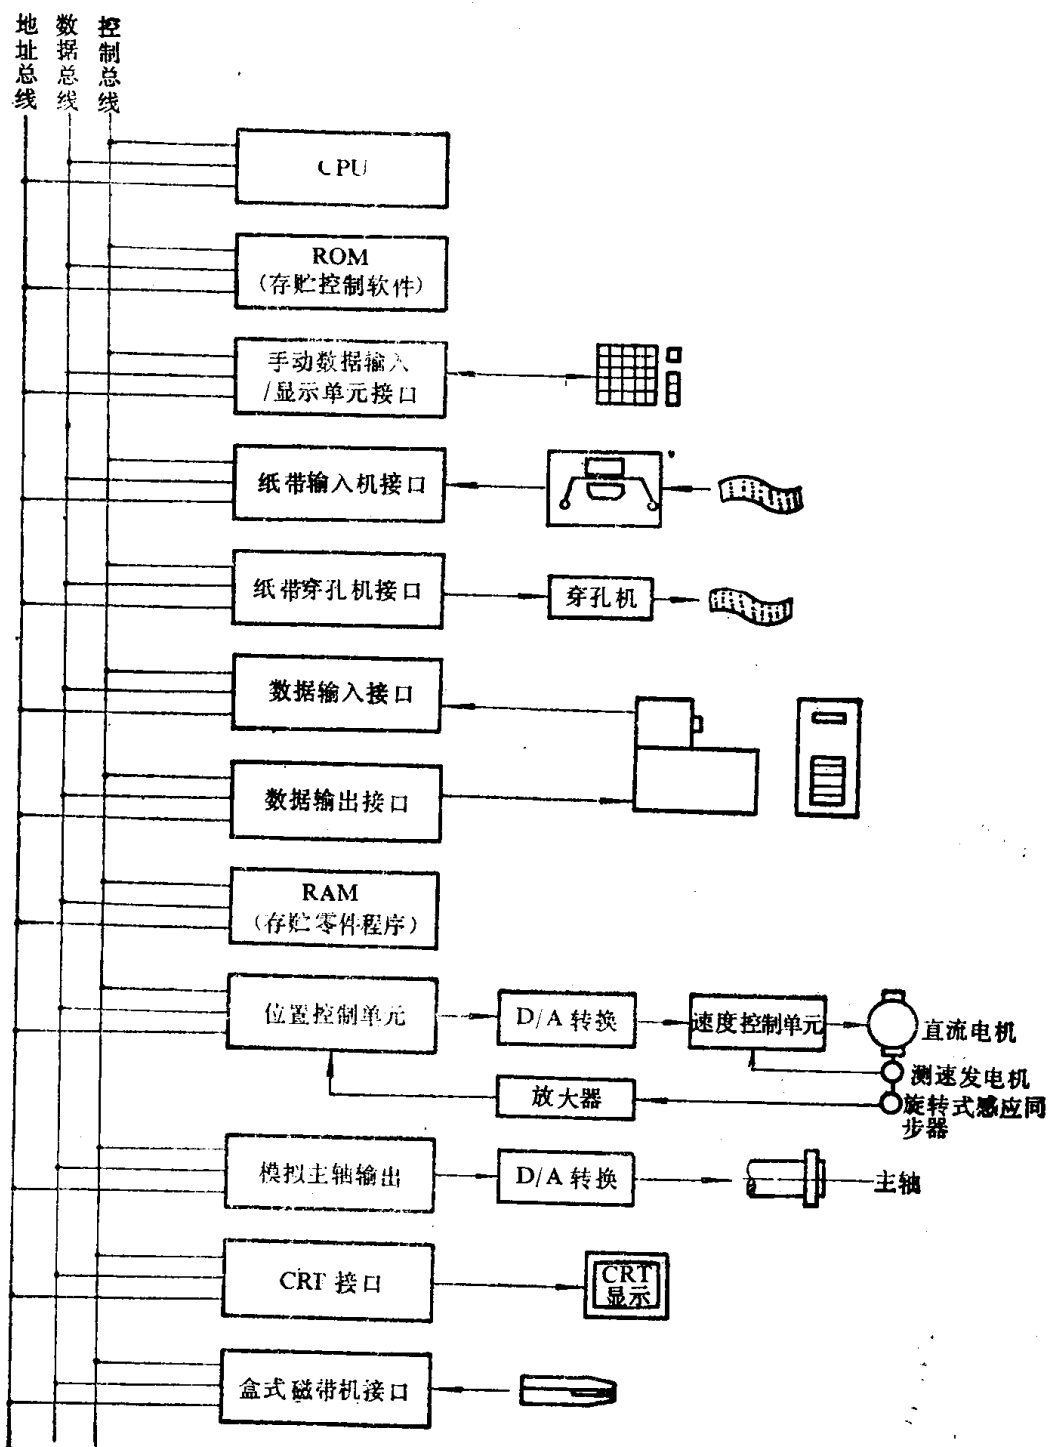 地址总线
数据总线
控制总线
CPU
ROM
(存贮控制软件)
手动数据输入
/显示单元接口
纸带输入机接口
纸带穿孔机接口
穿孔机
数据输入接口
数据输出接口
RAM
(存贮零件程序)
位置控制单元
D/A 转换
速度控制单元
直流电机
测速发电机
放大器
旋转式感应同
步器
模拟主轴输出
D/A 转换
主轴
CRT 接口
CRT
显示
盒式磁带机接口